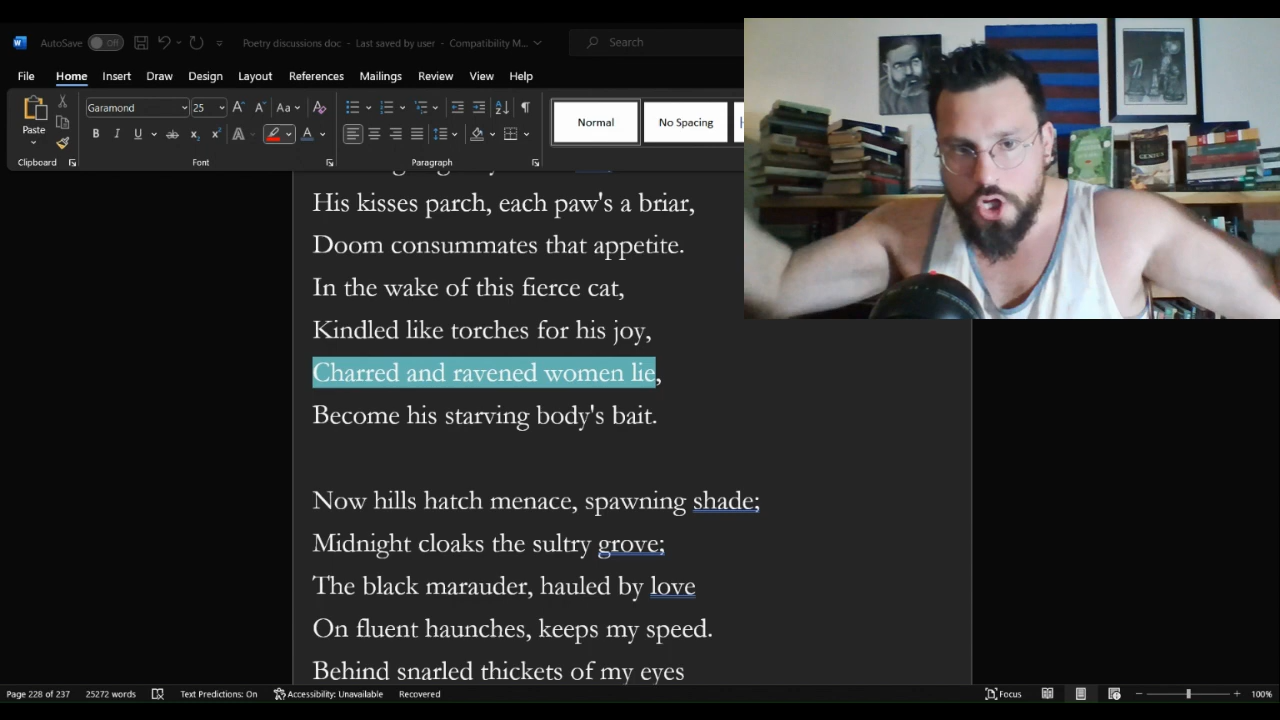 AutoSave Off Poetry discussions doc - Last saved by user - Compatibility M... Search
File Home Insert Draw Design Layout References Mailings Review View Help
Paste Garamond 25 Aa Normal No Spacing
B I U ab
Clipboard Font Paragraph
His kisses parch, each paw's a briar,
Doom consummates that appetite.
In the wake of this fierce cat,
Kindled like torches for his joy,
Charred and ravened women lie,
Become his starving body's bait.
Now hills hatch menace, spawning shade;
Midnight cloaks the sultry grove;
The black marauder, hauled by love
On fluent haunches, keeps my speed.
Behind snarled thickets of my eyes
Page 228 of 237 25272 words Text Predictions: On Accessibility: Unavailable Recovered Focus 100%